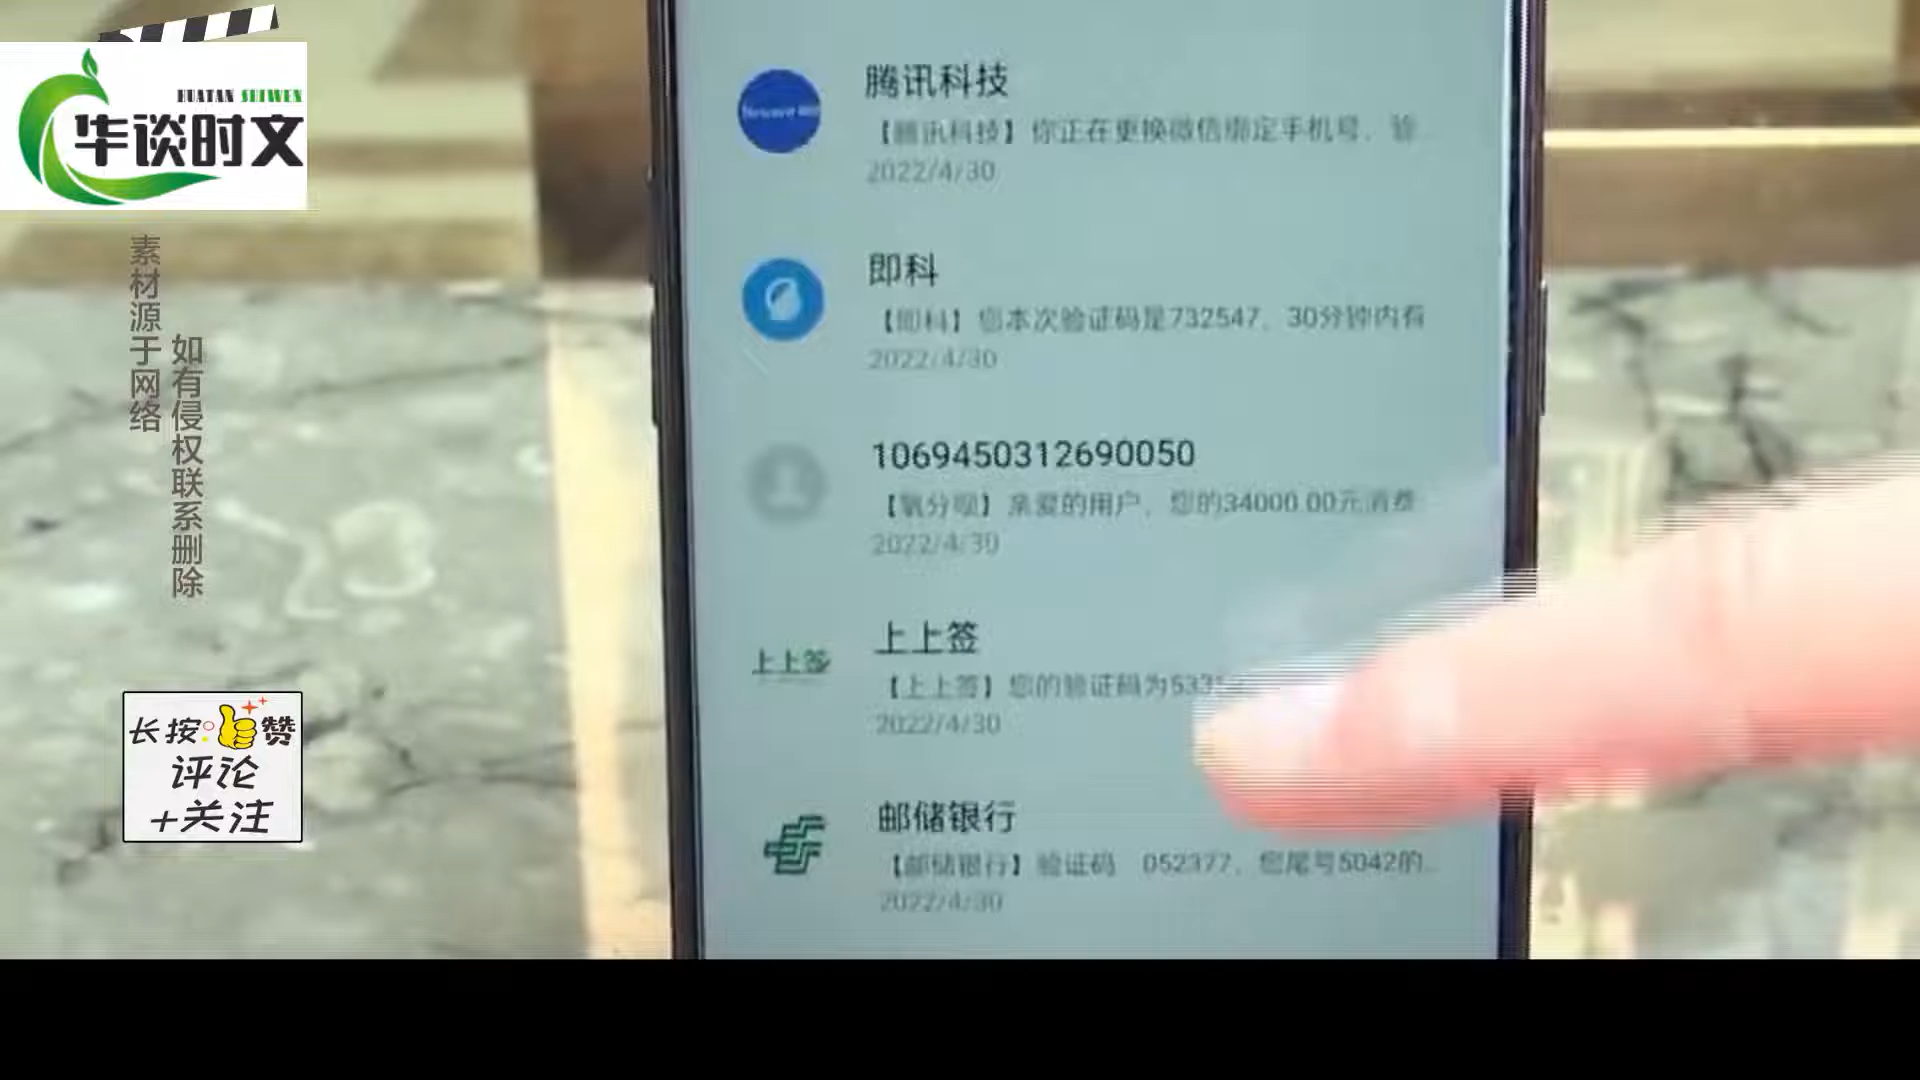 HUATAN SHIWEN
华谈时文
素材源于网络
如有侵权联系删除
长按赞
评论
+关注
腾讯科技
【腾讯科技】你正在更换微信绑定手机号，验...
2022/4/30
即科
【即科】您本次验证码是732547，30分钟内有
2022/4/30
1069450312690050
【氧分呗】亲爱的用户，您的34000.00元消费
2022/4/30
上上签
上上签
【上上签】您的验证码为533
2022/4/30
邮储银行
【邮储银行】验证码 052377，您尾号5042的...
2022/4/30